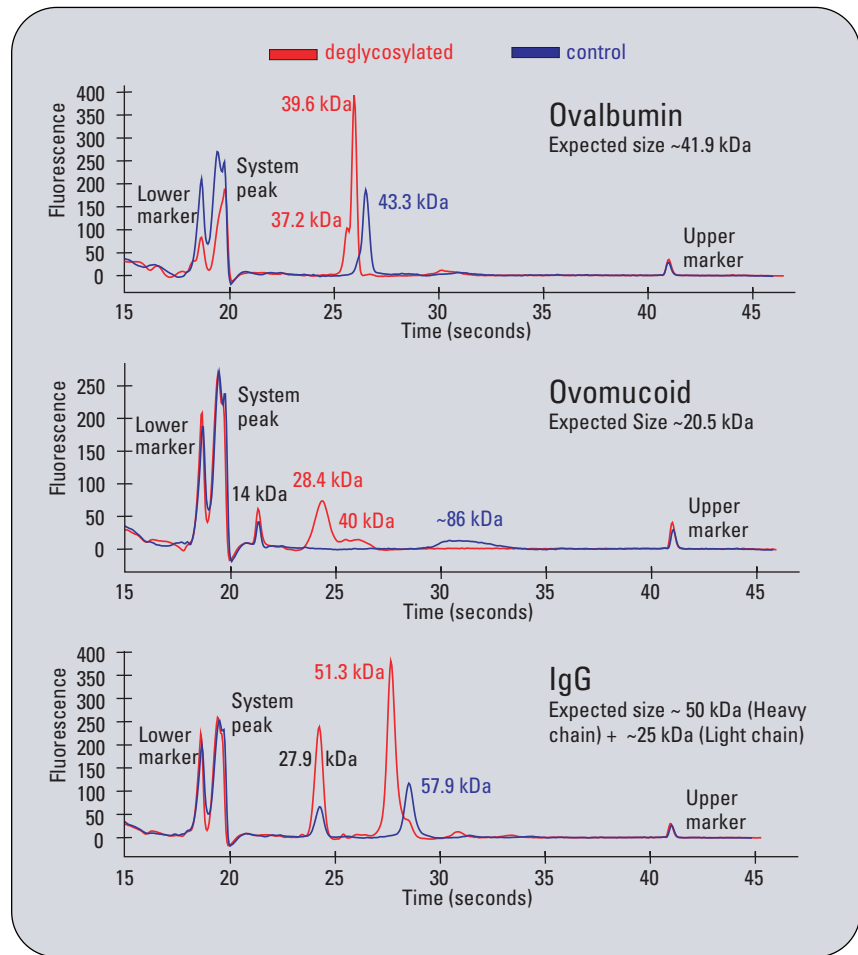 deglycosylated
control
Ovalbumin
Expected size ~41.9 kDa
Fluorescence
400
350
300
250
200
150
100
50
0
39.6 kDa
System
peak
Lower
marker
43.3 kDa
37.2 kDa
Upper
marker
15 20 25 30 35 40 45
Time (seconds)
Ovomucoid
Expected Size ~20.5 kDa
Fluorescence
250
200
150
100
50
0
System
peak
Lower
marker
28.4 kDa
14 kDa
40 kDa
~86 kDa
Upper
marker
15 20 25 30 35 40 45
Time (seconds)
IgG
Expected size ~ 50 kDa (Heavy
chain) + ~25 kDa (Light chain)
Fluorescence
400
350
300
250
200
150
100
50
0
51.3 kDa
System
peak
Lower
marker
27.9 kDa
57.9 kDa
Upper
marker
15 20 25 30 35 40 45
Time (seconds)